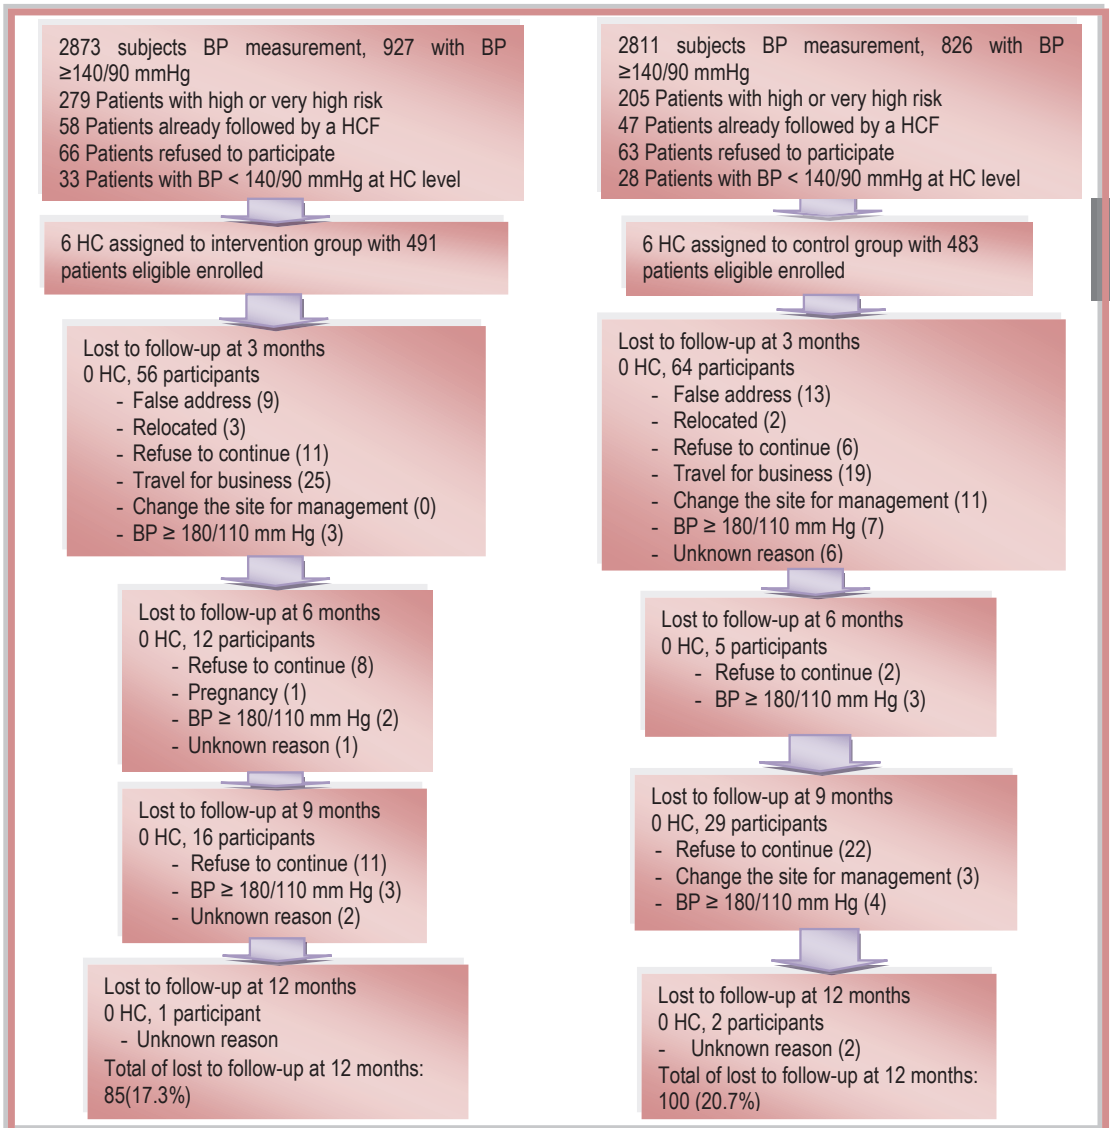 2873 subjects BP measurement, 927 with BP
≥140/90 mmHg
279 Patients with high or very high risk
58 Patients already followed by a HCF
66 Patients refused to participate
33 Patients with BP < 140/90 mmHg at HC level
6 HC assigned to intervention group with 491
patients eligible enrolled
Lost to follow-up at 3 months
0 HC, 56 participants
- False address (9)
- Relocated (3)
- Refuse to continue (11)
- Travel for business (25)
- Change the site for management (0)
- BP ≥ 180/110 mm Hg (3)
Lost to follow-up at 6 months
0 HC, 12 participants
- Refuse to continue (8)
- Pregnancy (1)
- BP ≥ 180/110 mm Hg (2)
- Unknown reason (1)
Lost to follow-up at 9 months
0 HC, 16 participants
- Refuse to continue (11)
- BP ≥ 180/110 mm Hg (3)
- Unknown reason (2)
Lost to follow-up at 12 months
0 HC, 1 participant
- Unknown reason
Total of lost to follow-up at 12 months:
85(17.3%)
2811 subjects BP measurement, 826 with BP
≥140/90 mmHg
205 Patients with high or very high risk
47 Patients already followed by a HCF
63 Patients refused to participate
28 Patients with BP < 140/90 mmHg at HC level
6 HC assigned to control group with 483
patients eligible enrolled
Lost to follow-up at 3 months
0 HC, 64 participants
- False address (13)
- Relocated (2)
- Refuse to continue (6)
- Travel for business (19)
- Change the site for management (11)
- BP ≥ 180/110 mm Hg (7)
- Unknown reason (6)
Lost to follow-up at 6 months
0 HC, 5 participants
- Refuse to continue (2)
- BP ≥ 180/110 mm Hg (3)
Lost to follow-up at 9 months
0 HC, 29 participants
- Refuse to continue (22)
- Change the site for management (3)
- BP ≥ 180/110 mm Hg (4)
Lost to follow-up at 12 months
0 HC, 2 participants
- Unknown reason (2)
Total of lost to follow-up at 12 months:
100 (20.7%)